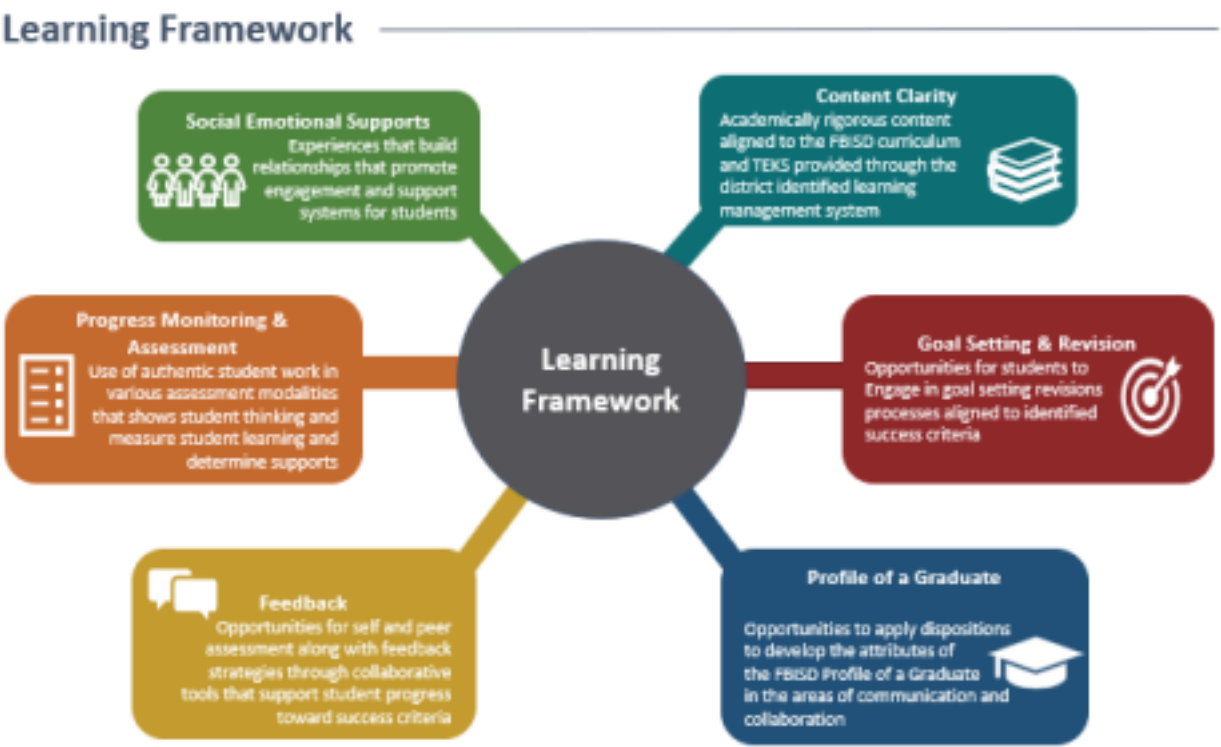 Learning Framework
Social Emotional Supports
Experiences that build
relationships that promote
engagement and support
systems for students
Content Clarity
Academically rigorous content
aligned to the FBISD curriculum
and TEKS provided through the
district identified learning
management system
Progress Monitoring &
Assessment
Use of authentic student work in
various assessment modalities
that shows student thinking and
measure student learning and
determine supports
Learning
Framework
Goal Setting & Revision
Opportunities for students to
Engage in goal setting revisions
processes aligned to identified
success criteria
Feedback
Opportunities for self and peer
assessment along with feedback
strategies through collaborative
tools that support student progress
toward success criteria
Profile of a Graduate
Opportunities to apply dispositions
to develop the attributes of
the FBISD Profile of a Graduate
in the areas of communication and
collaboration